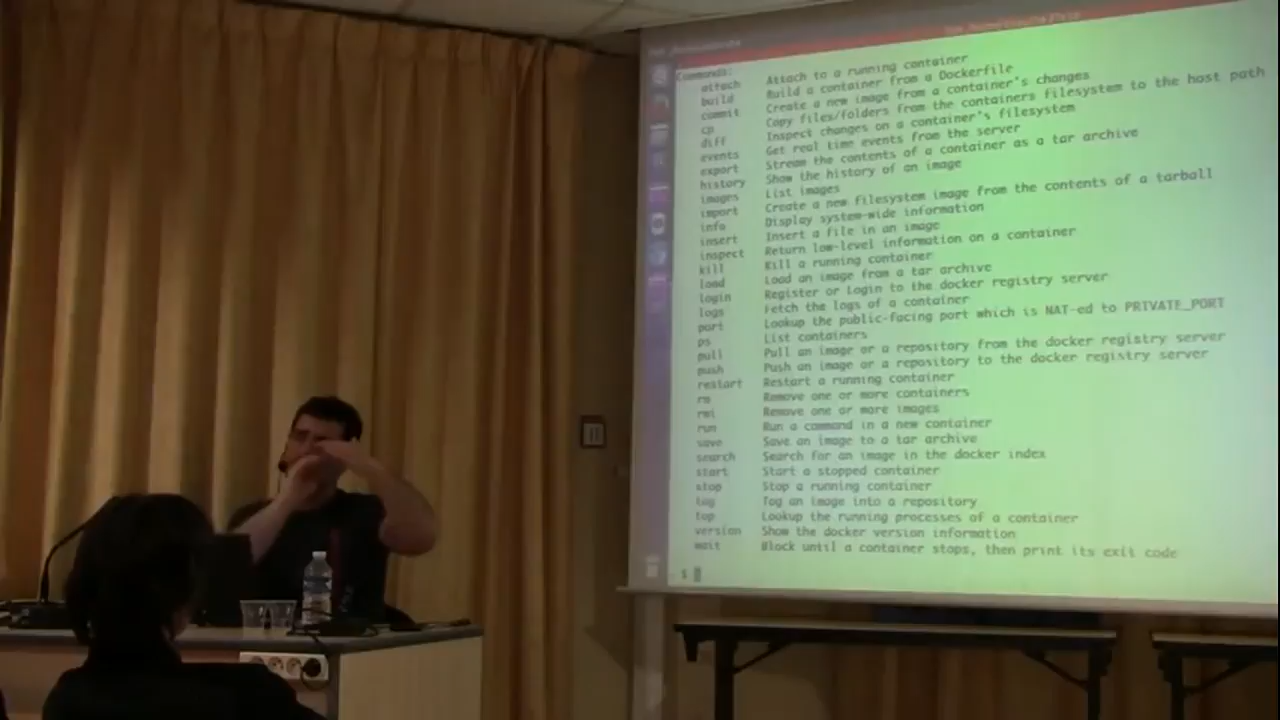 Commands:
attach Attach to a running container
build Build a container from a Dockerfile
commit Create a new image from a container's changes
cp Copy files/folders from the containers filesystem to the host path
diff Inspect changes on a container's filesystem
events Get real time events from the server
export Stream the contents of a container as a tar archive
history Show the history of an image
images List images
import Create a new filesystem image from the contents of a tarball
info Display system-wide information
insert Insert a file in an image
inspect Return low-level information on a container
kill Kill a running container
load Load an image from a tar archive
login Register or Login to the docker registry server
logs Fetch the logs of a container
port Lookup the public-facing port which is NAT-ed to PRIVATE_PORT
ps List containers
pull Pull an image or a repository from the docker registry server
push Push an image or a repository to the docker registry server
restart Restart a running container
rm Remove one or more containers
rmi Remove one or more images
run Run a command in a new container
save Save an image to a tar archive
search Search for an image in the docker index
start Start a stopped container
stop Stop a running container
tag Tag an image into a repository
top Lookup the running processes of a container
version Show the docker version information
wait Block until a container stops, then print its exit code
$